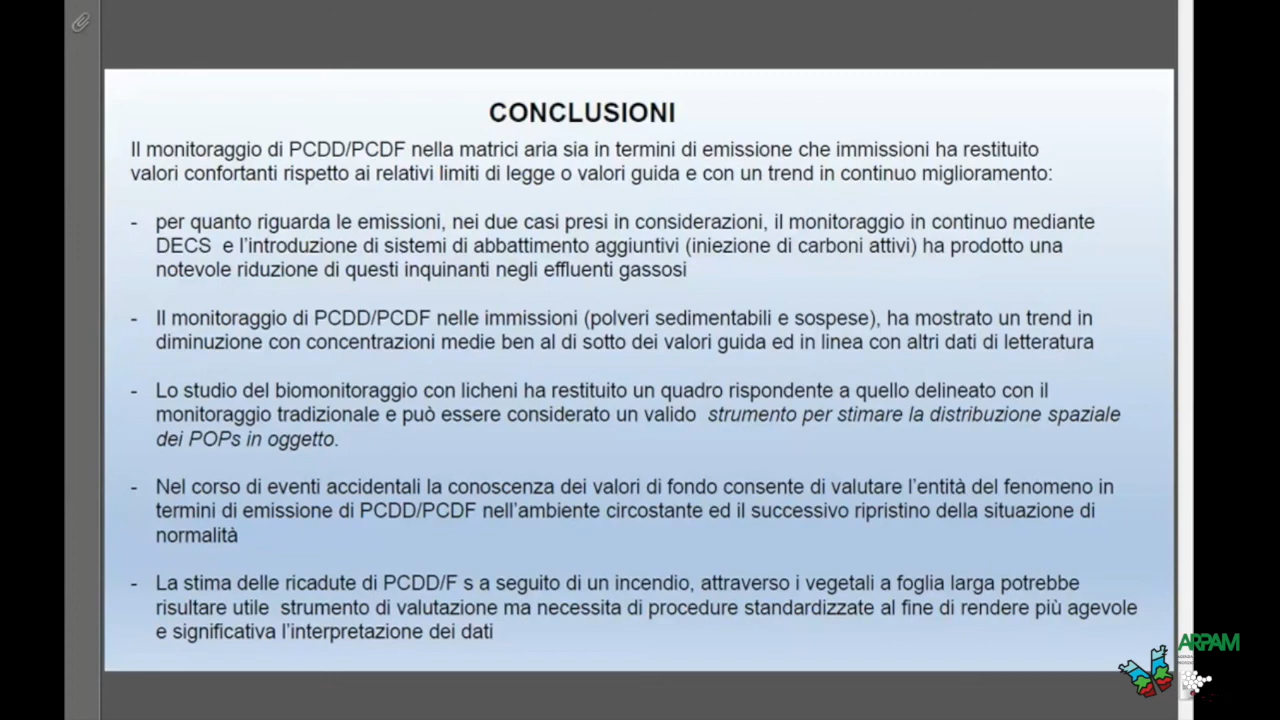 CONCLUSIONI
Il monitoraggio di PCDD/PCDF nella matrici aria sia in termini di emissione che immissioni ha restituito
valori confortanti rispetto ai relativi limiti di legge o valori guida e con un trend in continuo miglioramento:
- per quanto riguarda le emissioni, nei due casi presi in considerazioni, il monitoraggio in continuo mediante
DECS e l'introduzione di sistemi di abbattimento aggiuntivi (iniezione di carboni attivi) ha prodotto una
notevole riduzione di questi inquinanti negli effluenti gassosi
- Il monitoraggio di PCDD/PCDF nelle immissioni (polveri sedimentabili e sospese), ha mostrato un trend in
diminuzione con concentrazioni medie ben al di sotto dei valori guida ed in linea con altri dati di letteratura
- Lo studio del biomonitoraggio con licheni ha restituito un quadro rispondente a quello delineato con il
monitoraggio tradizionale e può essere considerato un valido strumento per stimare la distribuzione spaziale
dei POPs in oggetto.
- Nel corso di eventi accidentali la conoscenza dei valori di fondo consente di valutare l'entità del fenomeno in
termini di emissione di PCDD/PCDF nell'ambiente circostante ed il successivo ripristino della situazione di
normalità
- La stima delle ricadute di PCDD/F s a seguito di un incendio, attraverso i vegetali a foglia larga potrebbe
risultare utile strumento di valutazione ma necessita di procedure standardizzate al fine di rendere più agevole
e significativa l'interpretazione dei dati
ARPAM